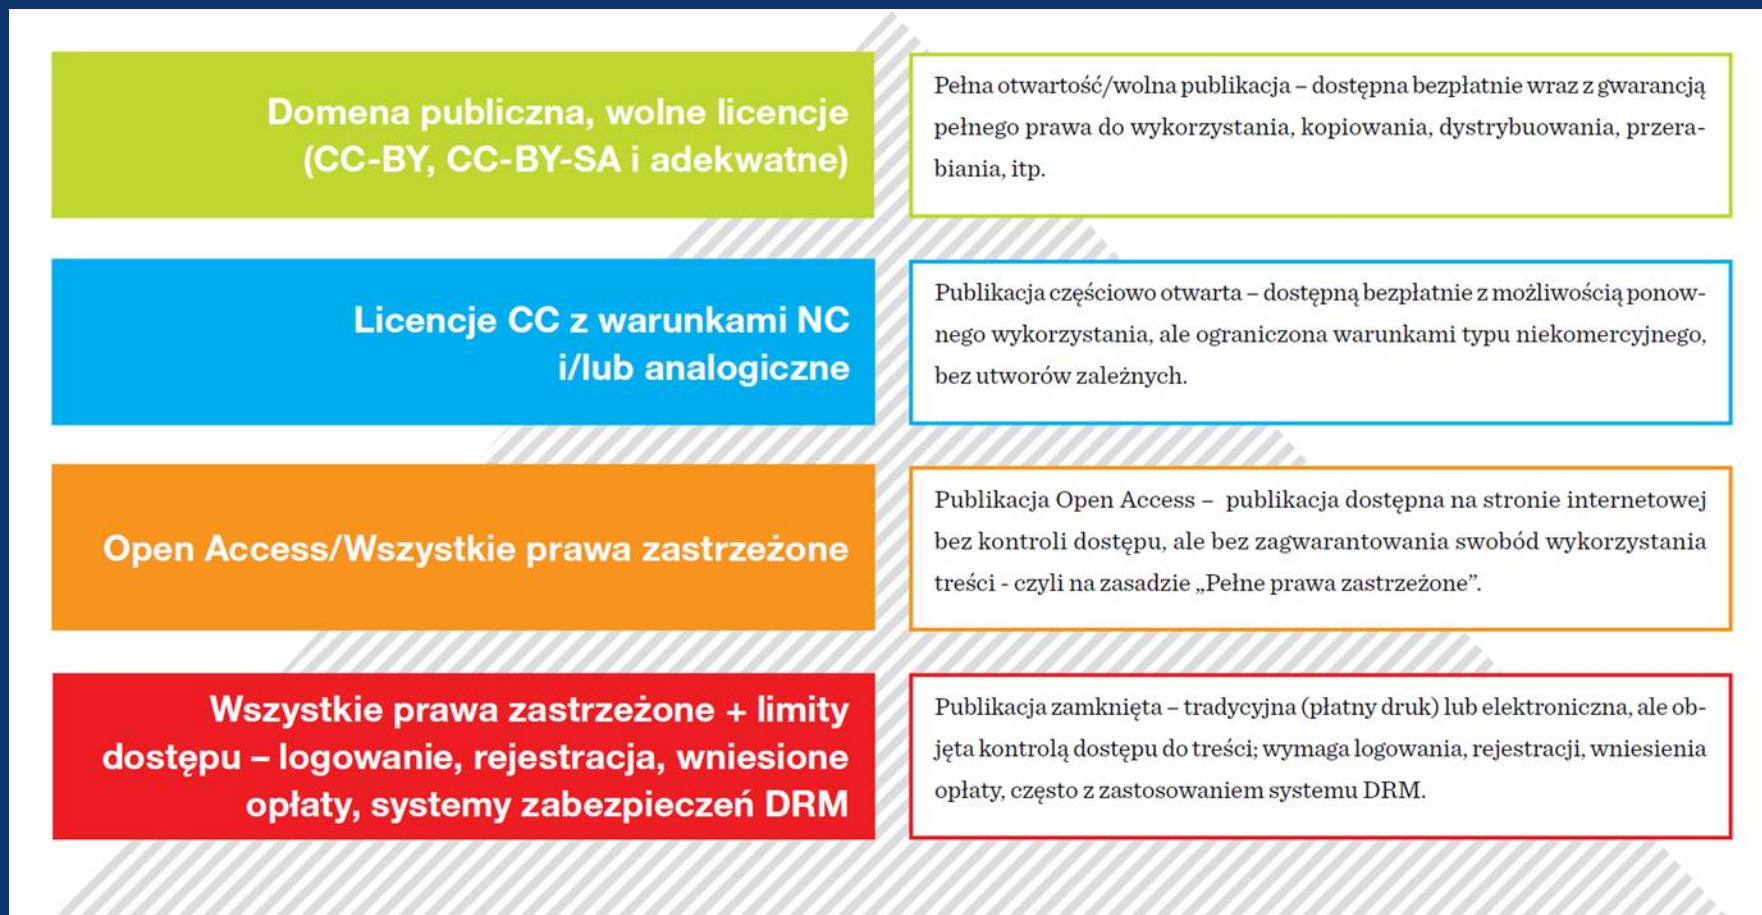 Domena publiczna, wolne licencje
(CC-BY, CC-BY-SA i adekwatne)
Pełna otwartość/wolna publikacja – dostępna bezpłatnie wraz z gwarancją
pełnego prawa do wykorzystania, kopiowania, dystrybuowania, przera-
biania, itp.
Licencje CC z warunkami NC
i/lub analogiczne
Publikacja częściowo otwarta – dostępną bezpłatnie z możliwością ponow-
nego wykorzystania, ale ograniczona warunkami typu niekomercyjnego,
bez utworów zależnych.
Open Access/Wszystkie prawa zastrzeżone
Publikacja Open Access – publikacja dostępna na stronie internetowej
bez kontroli dostępu, ale bez zagwarantowania swobód wykorzystania
treści - czyli na zasadzie „Pełne prawa zastrzeżone”.
Wszystkie prawa zastrzeżone + limity
dostępu – logowanie, rejestracja, wniesione
opłaty, systemy zabezpieczeń DRM
Publikacja zamknięta – tradycyjna (płatny druk) lub elektroniczna, ale ob-
jęta kontrolą dostępu do treści; wymaga logowania, rejestracji, wniesienia
opłaty, często z zastosowaniem systemu DRM.